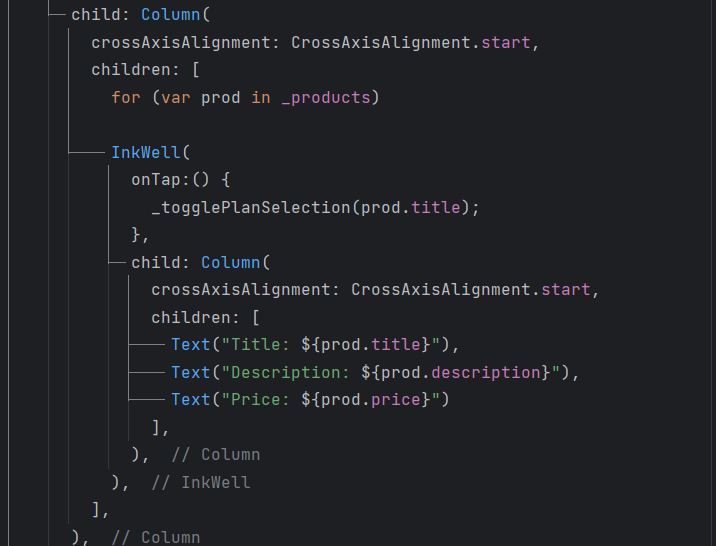 child: Column(
crossAxisAlignment: CrossAxisAlignment.start,
children: [
for (var prod in _products)
InkWell(
onTap:() {
_togglePlanSelection(prod.title);
},
child: Column(
crossAxisAlignment: CrossAxisAlignment.start,
children: [
Text("Title: ${prod.title}"),
Text("Description: ${prod.description}"),
Text("Price: ${prod.price}")
],
), // Column
), // InkWell
],
), // Column